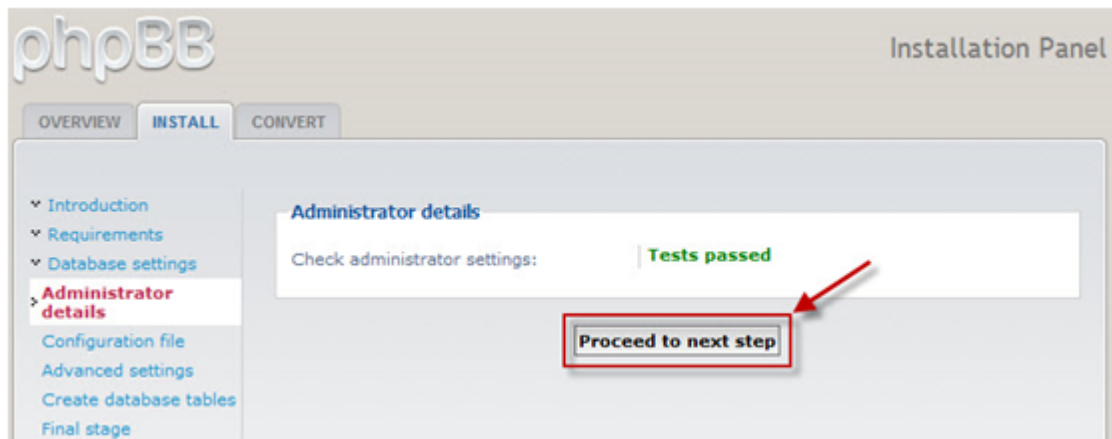 phpBB
Installation Panel
OVERVIEW INSTALL CONVERT
Introduction
Requirements
Database settings
Administrator
details
Configuration file
Advanced settings
Create database tables
Final stage
Administrator details
Check administrator settings: Tests passed
Proceed to next step